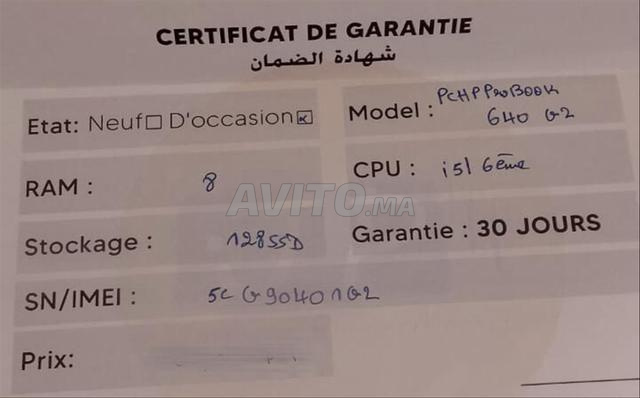 CERTIFICAT DE GARANTIE
شهادة الضمان
Etat: Neuf D'occasion
Model : PCHP ProBOOK
640 G2
RAM : 8
CPU : i5/ 6ème
AVITO.MA
Stockage : 128SSD
Garantie : 30 JOURS
SN/IMEI : 5CG90401G2
Prix: